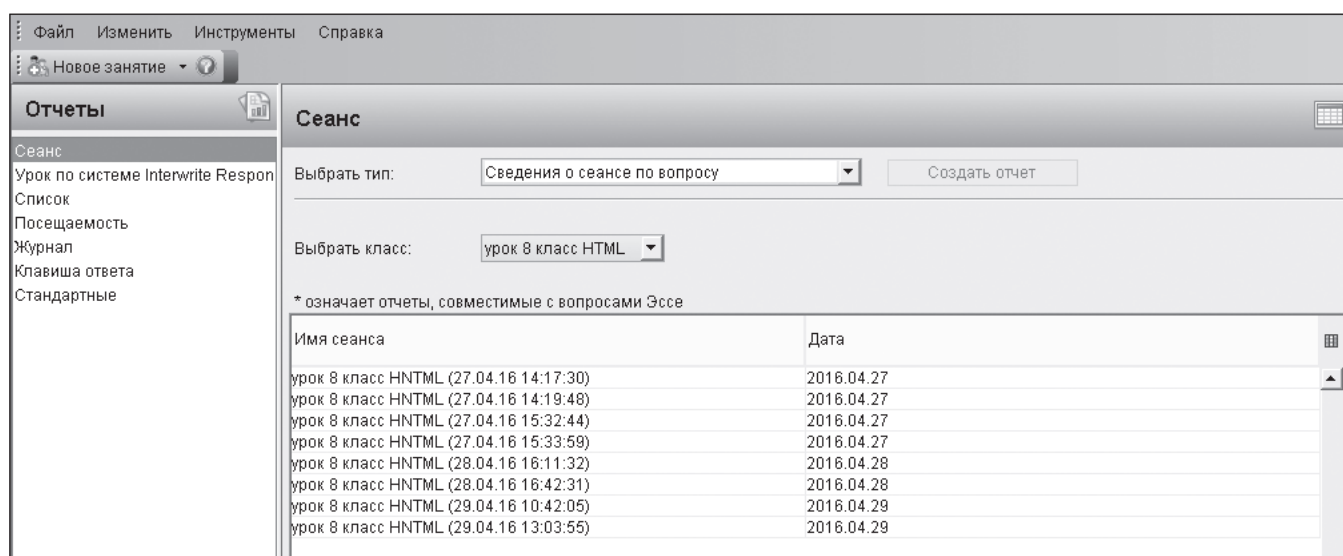 Файл Изменить Инструменты Справка
Новое занятие
Отчеты
Сеанс
Урок по системе Interwrite Respon
Список
Посещаемость
Журнал
Клавиша ответа
Стандартные
Сеанс
Выбрать тип: Сведения о сеансе по вопросу Создать отчет
Выбрать класс: урок 8 класс HTML
* означает отчеты, совместимые с вопросами Эссе
Имя сеанса Дата
урок 8 класс HNTML (27.04.16 14:17:30) 2016.04.27
урок 8 класс HNTML (27.04.16 14:19:48) 2016.04.27
урок 8 класс HNTML (27.04.16 15:32:44) 2016.04.27
урок 8 класс HNTML (27.04.16 15:33:59) 2016.04.27
урок 8 класс HNTML (28.04.16 16:11:32) 2016.04.28
урок 8 класс HNTML (28.04.16 16:42:31) 2016.04.28
урок 8 класс HNTML (29.04.16 10:42:05) 2016.04.29
урок 8 класс HNTML (29.04.16 13:03:55) 2016.04.29